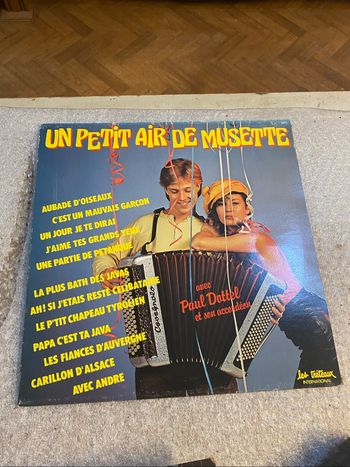 UN PETIT AIR DE MUSETTE
AUBADE D'OISEAUX
C'EST UN MAUVAIS GARÇON
UN JOUR JE TE DIRAI
J'AIME TES GRANDS YEUX
UNE PARTIE DE PETANQUE
LA PLUS BATH DES JAVAS
AH! SI J'ETAIS RESTÉ CELIBATAIRE
LE P'TIT CHAPEAU TYROLIEN
PAPA C'EST TA JAVA
LES FIANCES D'AUVERGNE
CARILLON D'ALSACE
AVEC ANDRE
avec
Paul Dottel
et son accordéon
les tréteaux
INTERNATIONAL